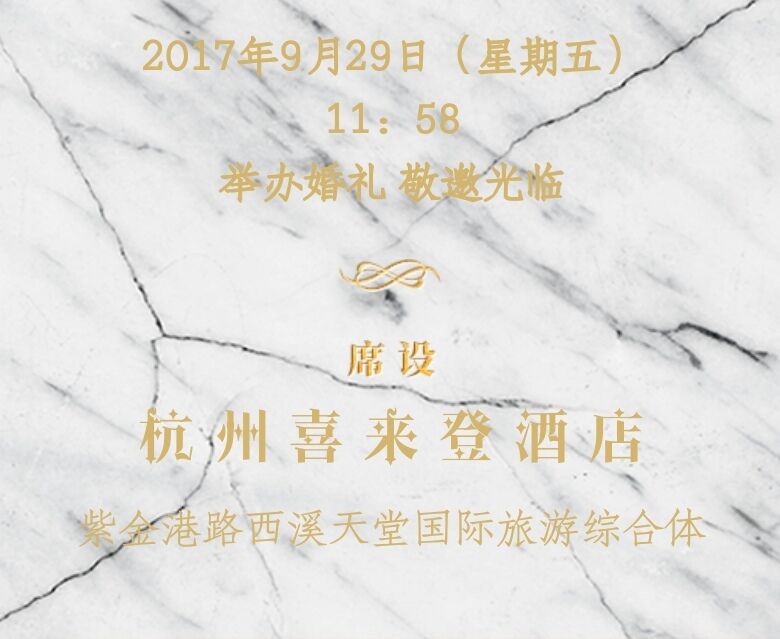 2017年9月29日（星期五）
11：58
举办婚礼 敬邀光临
席设
杭州喜来登酒店
紫金港路西溪天堂国际旅游综合体